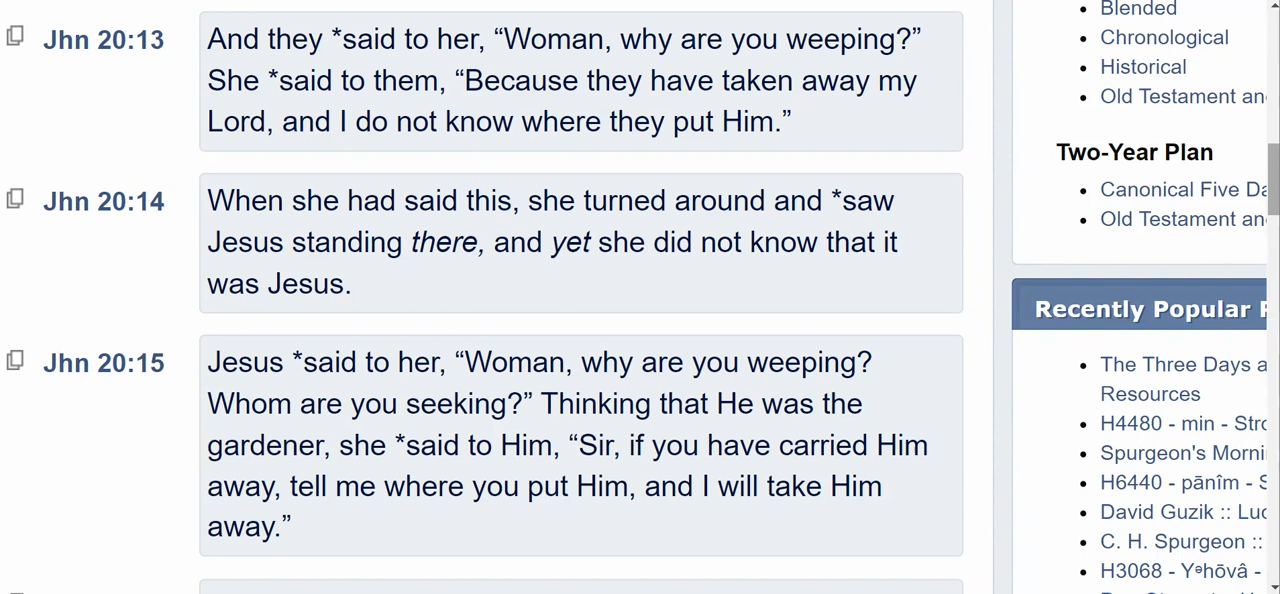 Jhn 20:13
And they *said to her, “Woman, why are you weeping?”
She *said to them, “Because they have taken away my
Lord, and I do not know where they put Him.”
Jhn 20:14
When she had said this, she turned around and *saw
Jesus standing there, and yet she did not know that it
was Jesus.
Jhn 20:15
Jesus *said to her, “Woman, why are you weeping?
Whom are you seeking?” Thinking that He was the
gardener, she *said to Him, “Sir, if you have carried Him
away, tell me where you put Him, and I will take Him
away.”
Blended
Chronological
Historical
Old Testament an
Two-Year Plan
Canonical Five Da
Old Testament an
Recently Popular
The Three Days a
Resources
H4480 - min - Stro
Spurgeon's Morni
H6440 - pānîm - S
David Guzik :: Luc
C. H. Spurgeon ::
H3068 - Yᵊhōvâ -